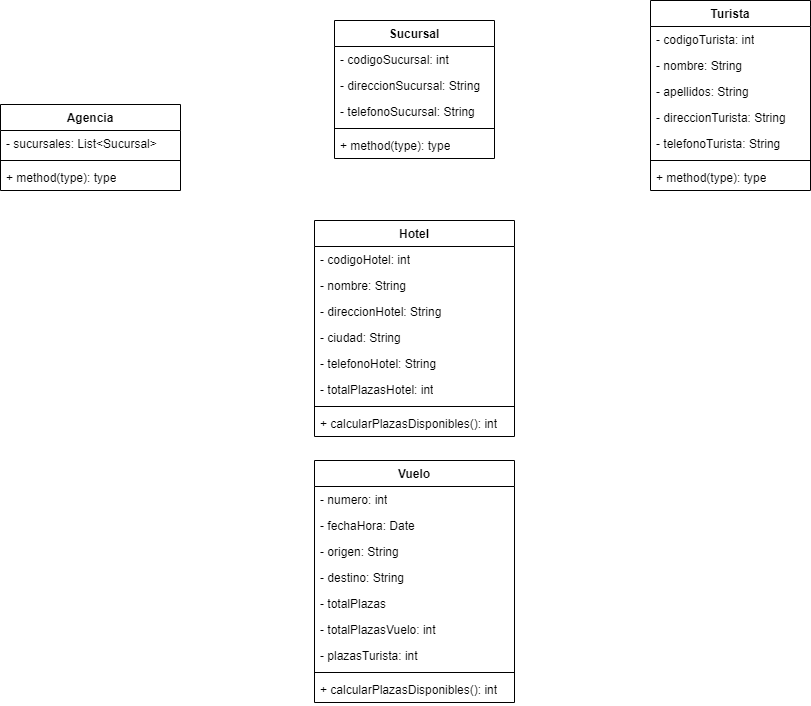 Agencia
- sucursales: List<Sucursal>
+ method(type): type
Sucursal
- codigoSucursal: int
- direccionSucursal: String
- telefonoSucursal: String
+ method(type): type
Turista
- codigoTurista: int
- nombre: String
- apellidos: String
- direccionTurista: String
- telefonoTurista: String
+ method(type): type
Hotel
- codigoHotel: int
- nombre: String
- direccionHotel: String
- ciudad: String
- telefonoHotel: String
- totalPlazasHotel: int
+ calcularPlazasDisponibles(): int
Vuelo
- numero: int
- fechaHora: Date
- origen: String
- destino: String
- totalPlazas
- totalPlazasVuelo: int
- plazasTurista: int
+ calcularPlazasDisponibles(): int